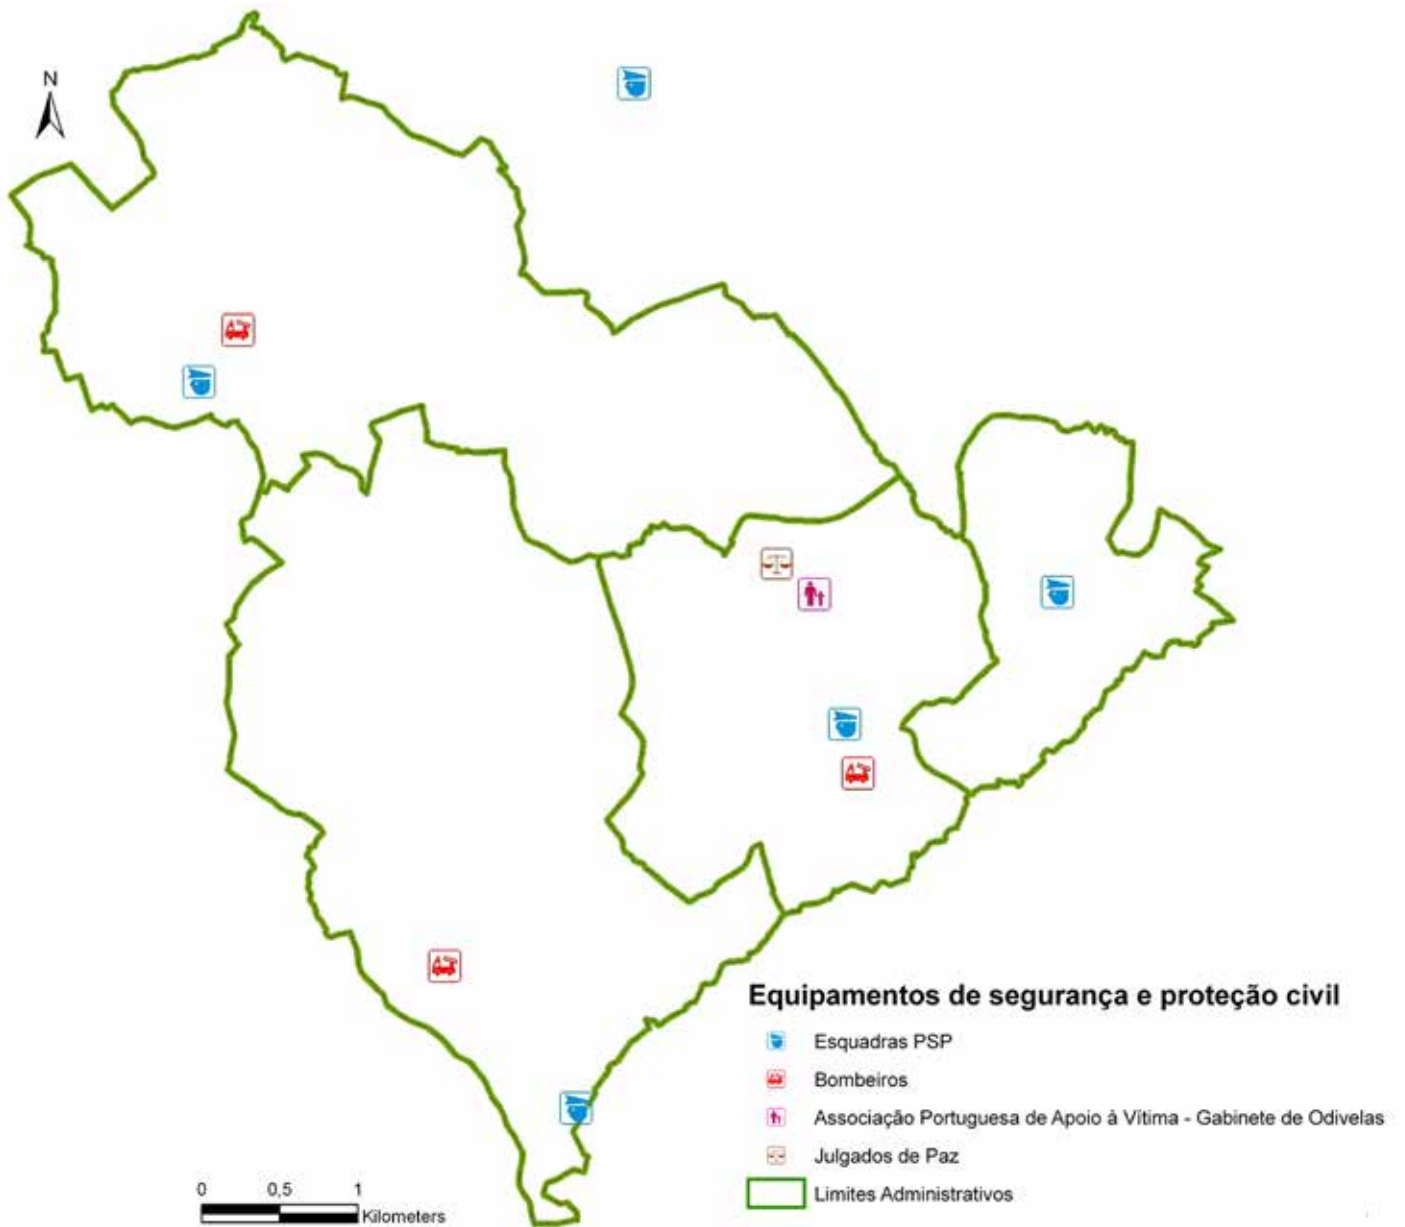 N
Equipamentos de segurança e proteção civil
Esquadras PSP
Bombeiros
Associação Portuguesa de Apoio à Vítima - Gabinete de Odivelas
Julgados de Paz
Limites Administrativos
0 0,5 1
Kilometers